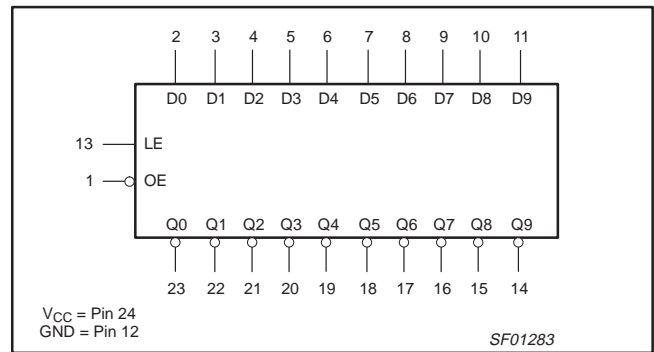 2 3 4 5 6 7 8 9 10 11
D0 D1 D2 D3 D4 D5 D6 D7 D8 D9
13 LE
1 OE
Q0 Q1 Q2 Q3 Q4 Q5 Q6 Q7 Q8 Q9
23 22 21 20 19 18 17 16 15 14
VCC = Pin 24
GND = Pin 12
SF01283